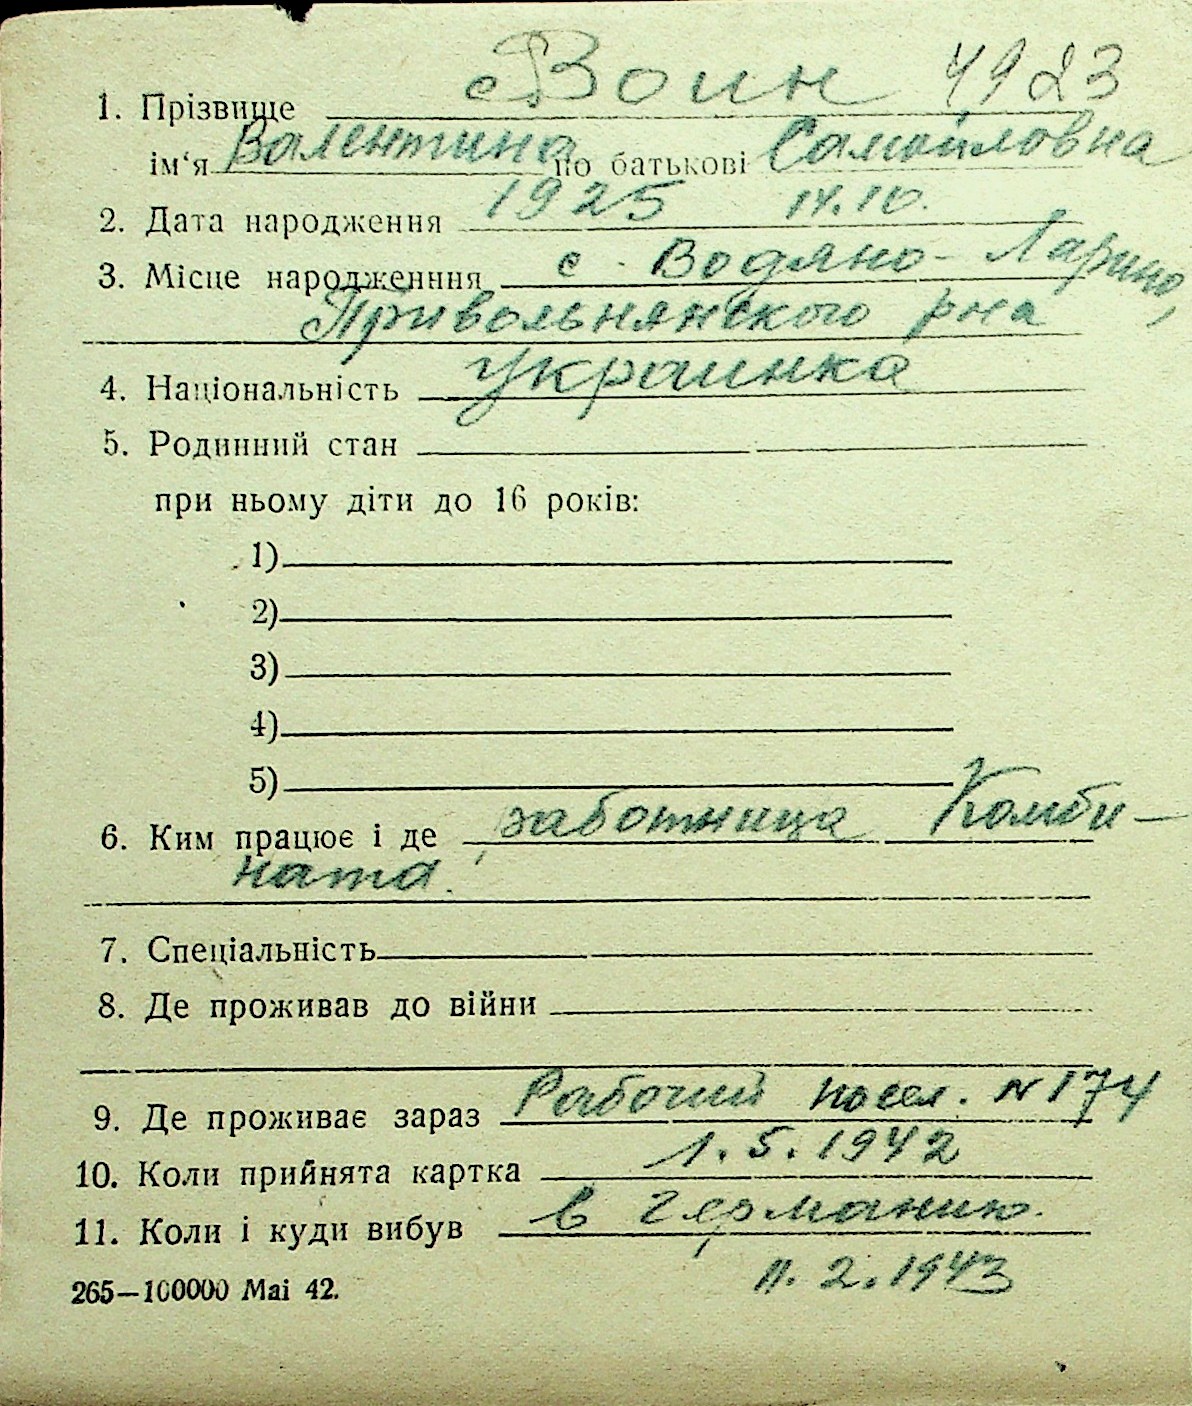 1. Прізвище Воин 4923
ім‘я Валентина по батькові Самойловна
2. Дата народження 1925 14.10.
3. Місце народженння с. Водяно-Ларино,
Привольнянского рна
4. Національність украинка
5. Родинний стан
при ньому діти до 16 років:
1)
2)
3)
4)
5)
6. Ким працює і де работница Комби-
ната.
7. Спеціальність
8. Де проживав до війни
9. Де проживає зараз Рабочий посел. N 174
10. Коли прийнята картка 1.5.1942
11. Коли і куди вибув в германию.
265—100000 Mai 42. 11.2.1943